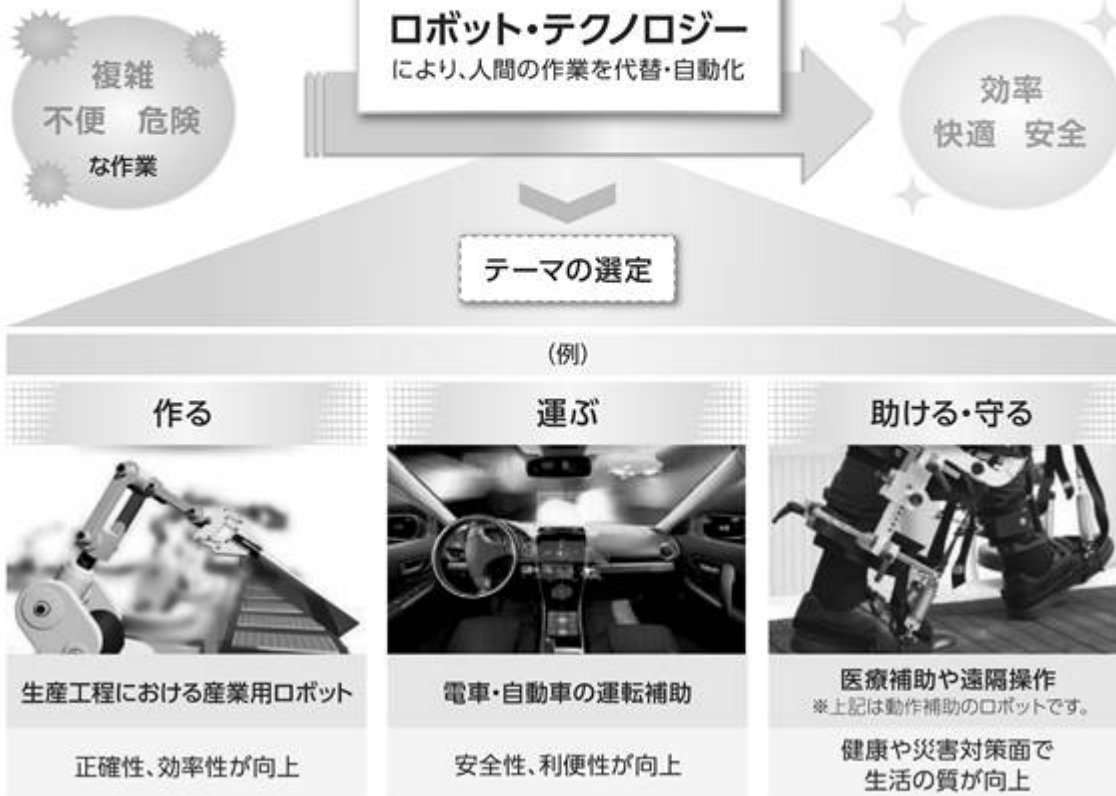 ロボット・テクノロジー
により、人間の作業を代替・自動化
複雑
不便 危険
な作業
効率
快適 安全
テーマの選定
(例)
作る
運ぶ
助ける・守る
生産工程における産業用ロボット
電車・自動車の運転補助
医療補助や遠隔操作
※上記は動作補助のロボットです。
正確性、効率性が向上
安全性、利便性が向上
健康や災害対策面で
生活の質が向上